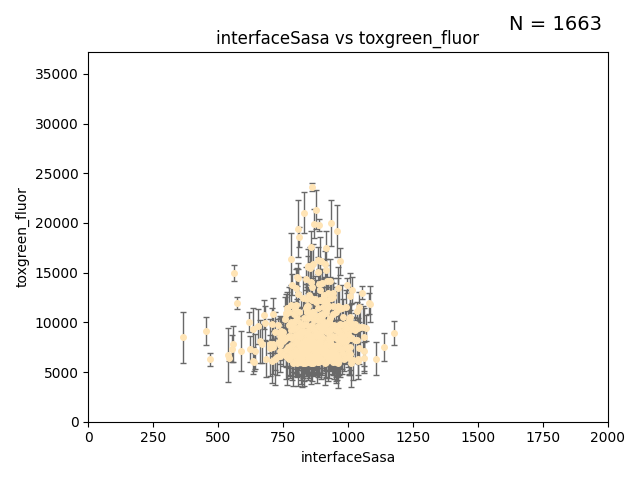 N = 1663
interfaceSasa vs toxgreen_fluor
35000
30000
25000
20000
15000
10000
5000
0
toxgreen_fluor
0 250 500 750 1000 1250 1500 1750 2000
interfaceSasa